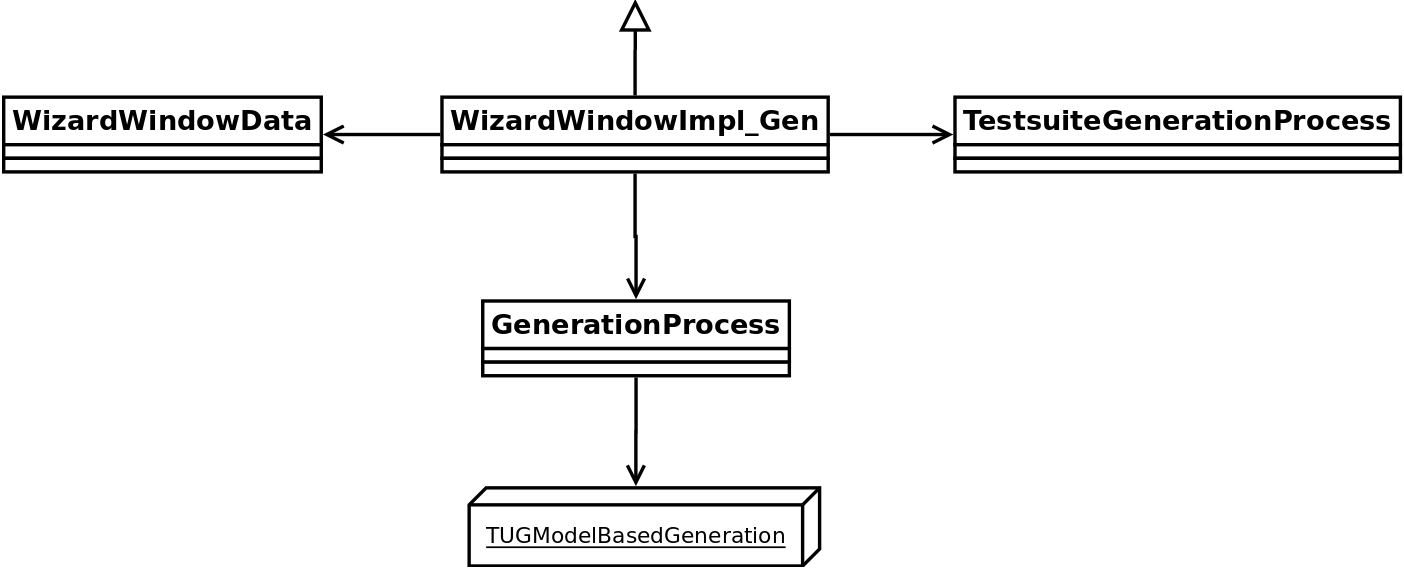 WizardWindowData
WizardWindowImpl_Gen
TestsuiteGenerationProcess
GenerationProcess
TUGModelBasedGeneration